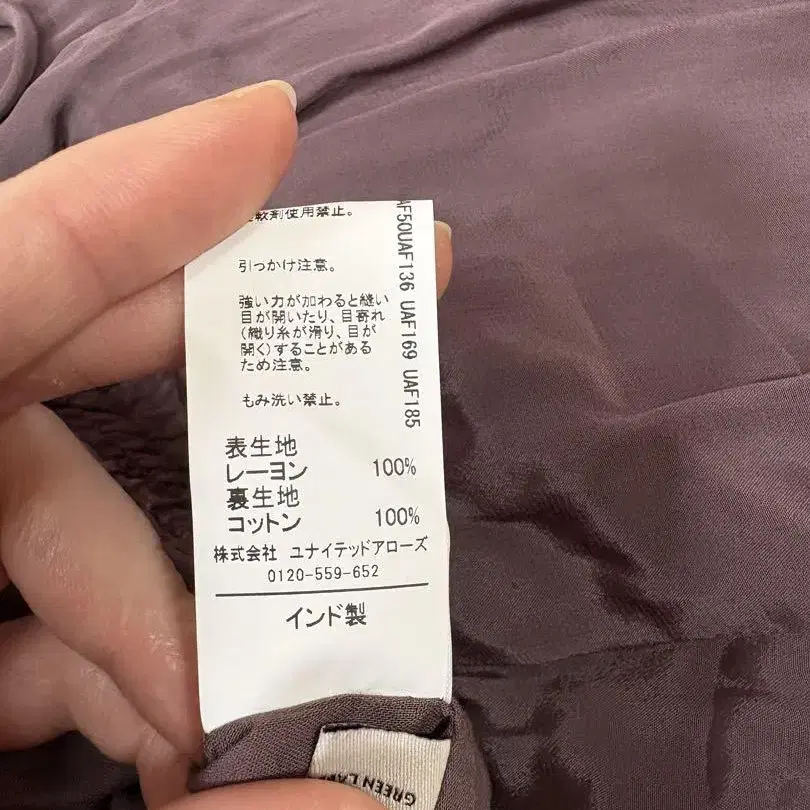 軟剤使用禁止。
引っかけ注意。
強い力が加わると縫い
目が開いたり、目寄れ
(織り糸が滑り、目が
開く)することがある
ため注意。
もみ洗い禁止。
表生地
レーヨン 100%
裏生地
コットン 100%
株式会社 ユナイテッドアローズ
0120-559-652
インド製
AF50UAF136 UAF169 UAF185
GREEN LA